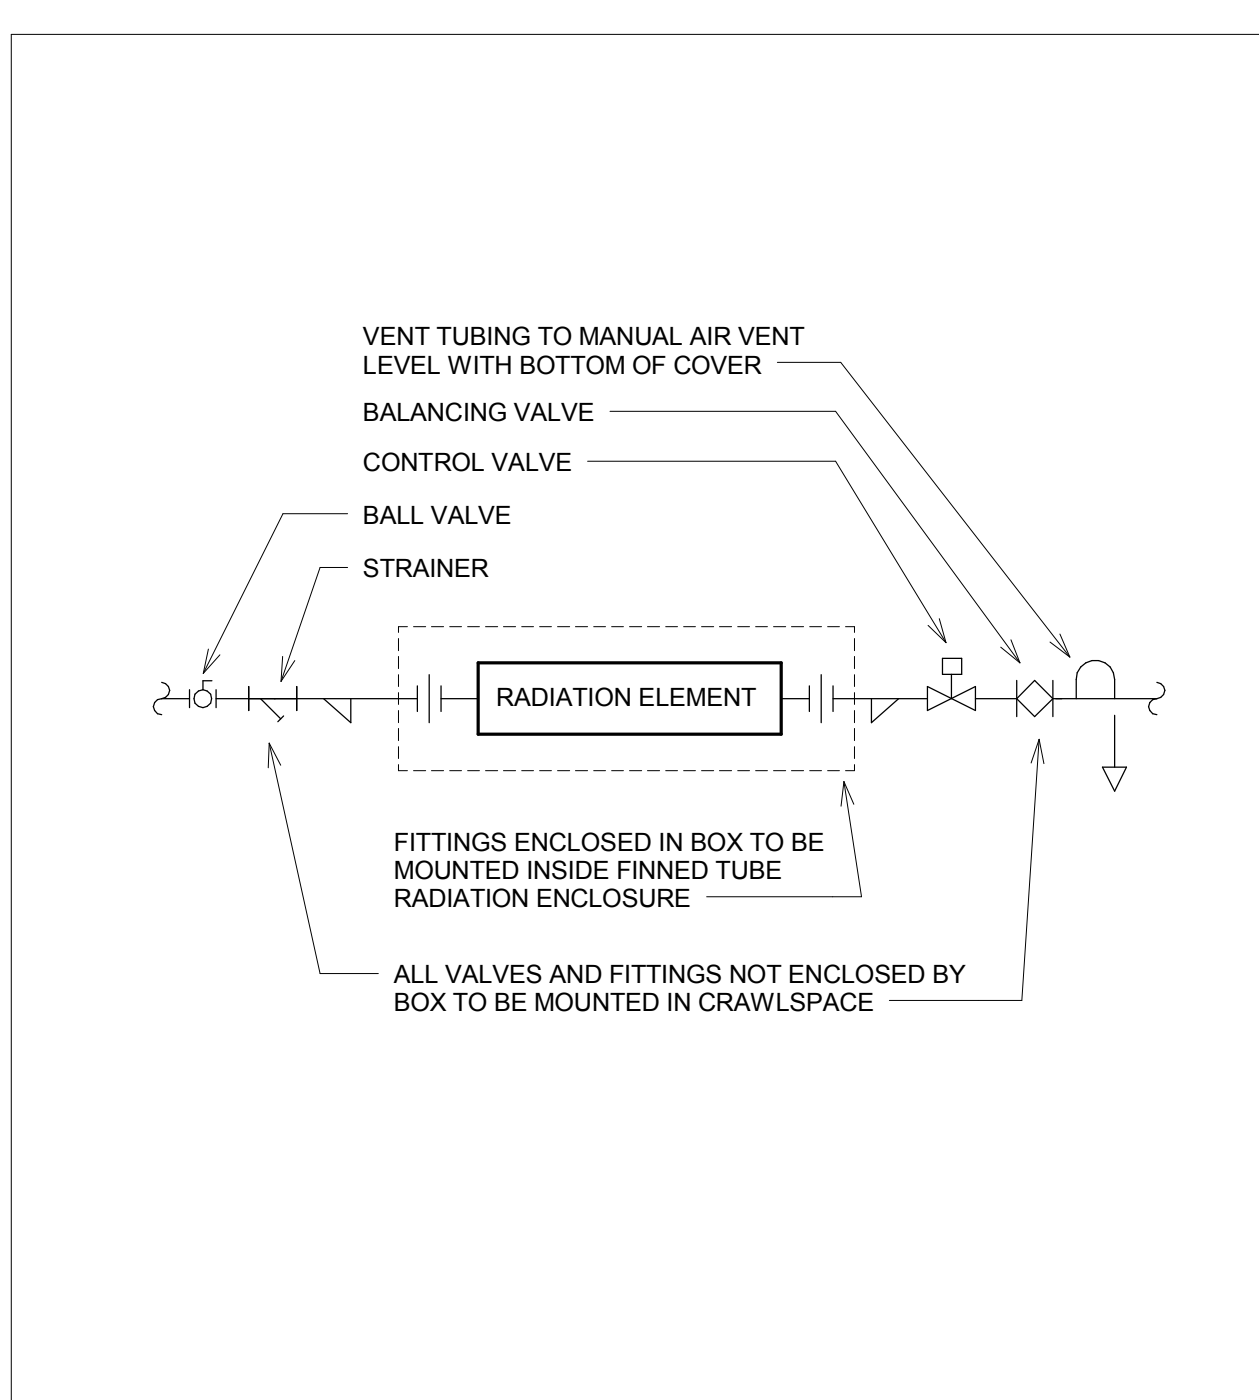 VENT TUBING TO MANUAL AIR VENT
LEVEL WITH BOTTOM OF COVER
BALANCING VALVE
CONTROL VALVE
BALL VALVE
STRAINER
RADIATION ELEMENT
FITTINGS ENCLOSED IN BOX TO BE
MOUNTED INSIDE FINNED TUBE
RADIATION ENCLOSURE
ALL VALVES AND FITTINGS NOT ENCLOSED BY
BOX TO BE MOUNTED IN CRAWLSPACE